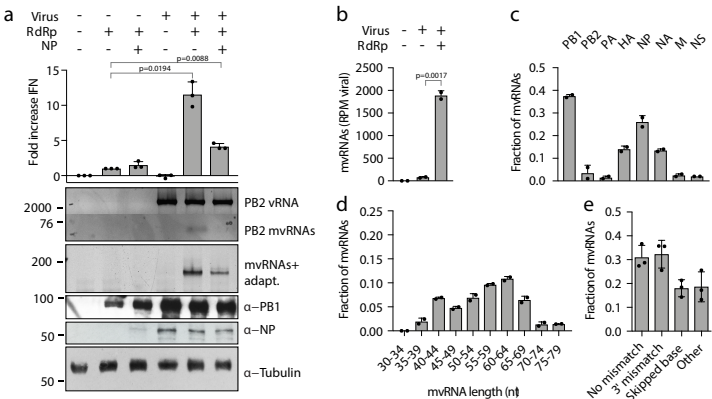 a
Virus - - - + + +
RdRp - + + - + +
NP - - + - - +
p=0.0088
p=0.0194
Fold increase IFN
15
10
5
0
PB2 vRNA
2000
76
PB2 mvRNAs
200
mvRNAs+
adapt.
100
α–PB1
50
α–NP
50
α–Tubulin
b
Virus - + +
RdRp - - +
p=0.0017
mvRNAs (RPM viral)
2500
2000
1500
1000
500
0
c
PB1 PB2 PA HA NP NA M NS
Fraction of mvRNAs
0.5
0.4
0.3
0.2
0.1
0.0
d
Fraction of mvRNAs
0.25
0.20
0.15
0.10
0.05
0.00
30-34 35-39 40-44 45-49 50-54 55-59 60-64 65-69 70-74 75-79
mvRNA length (nt)
e
Fraction of mvRNAs
0.5
0.4
0.3
0.2
0.1
0.0
No mismatch 3' mismatch Skipped base Other